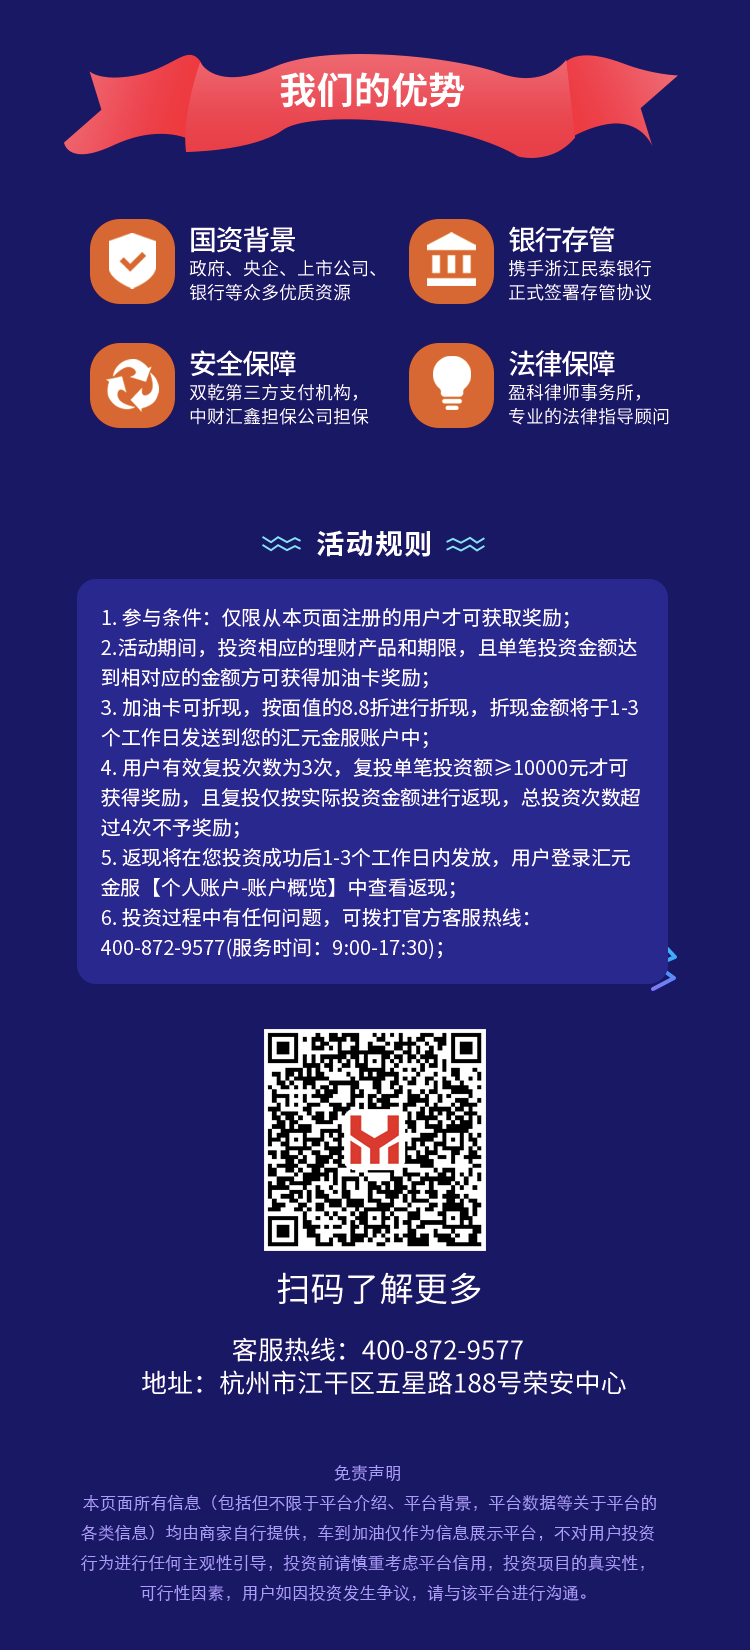 我们的优势
国资背景
政府、央企、上市公司、
银行等众多优质资源
银行存管
携手浙江民泰银行
正式签署存管协议
安全保障
双乾第三方支付机构，
中财汇鑫担保公司担保
法律保障
盈科律师事务所，
专业的法律指导顾问
活动规则
1. 参与条件：仅限从本页面注册的用户才可获取奖励；
2.活动期间，投资相应的理财产品和期限，且单笔投资金额达
到相对应的金额方可获得加油卡奖励；
3. 加油卡可折现，按面值的8.8折进行折现，折现金额将于1-3
个工作日发送到您的汇元金服账户中；
4. 用户有效复投次数为3次，复投单笔投资额≥10000元才可
获得奖励，且复投仅按实际投资金额进行返现，总投资次数超
过4次不予奖励；
5. 返现将在您投资成功后1-3个工作日内发放，用户登录汇元
金服【个人账户-账户概览】中查看返现；
6. 投资过程中有任何问题，可拨打官方客服热线：
400-872-9577(服务时间：9:00-17:30)；
扫码了解更多
客服热线：400-872-9577
地址：杭州市江干区五星路188号荣安中心
免责声明
本页面所有信息（包括但不限于平台介绍、平台背景，平台数据等关于平台的
各类信息）均由商家自行提供，车到加油仅作为信息展示平台，不对用户投资
行为进行任何主观性引导，投资前请慎重考虑平台信用，投资项目的真实性，
可行性因素，用户如因投资发生争议，请与该平台进行沟通。